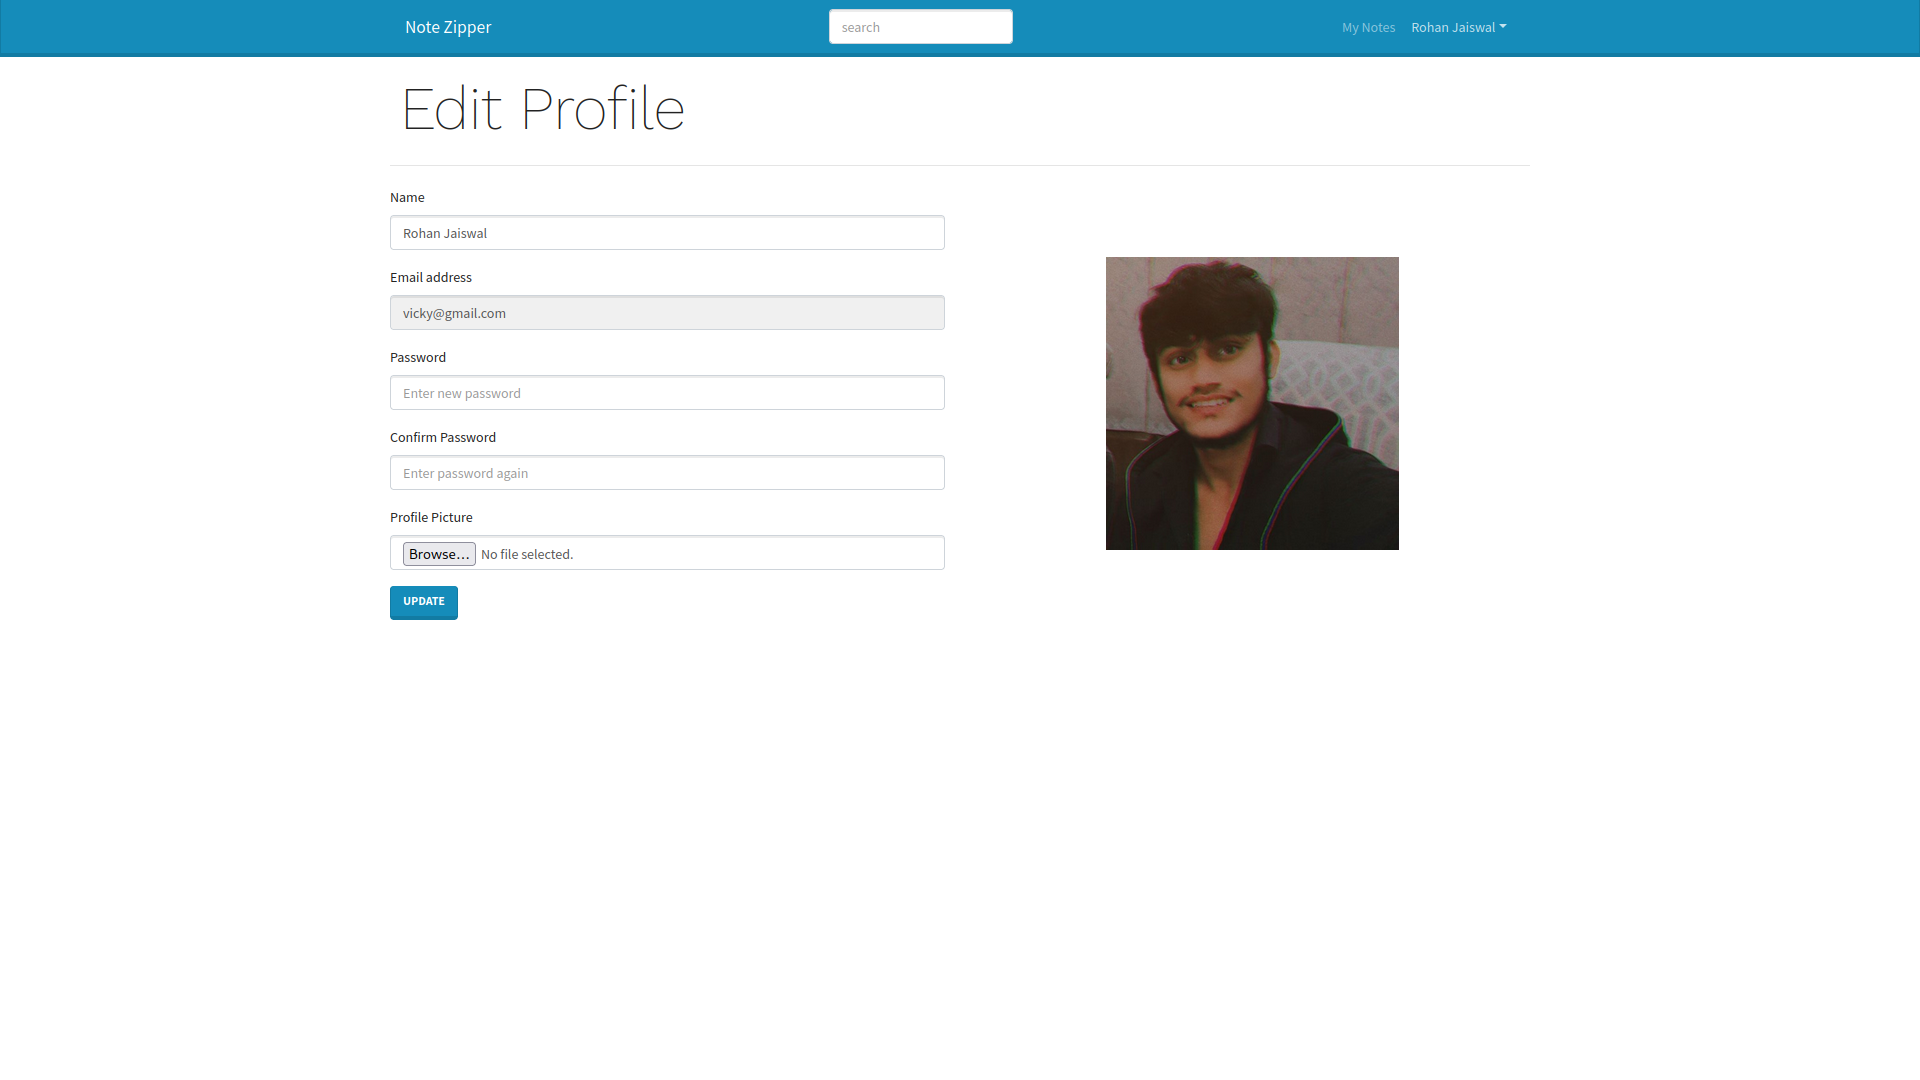 Note Zipper
search
My Notes
Rohan Jaiswal
Edit Profile
Name
Rohan Jaiswal
Email address
vicky@gmail.com
Password
Enter new password
Confirm Password
Enter password again
Profile Picture
Browse... No file selected.
UPDATE